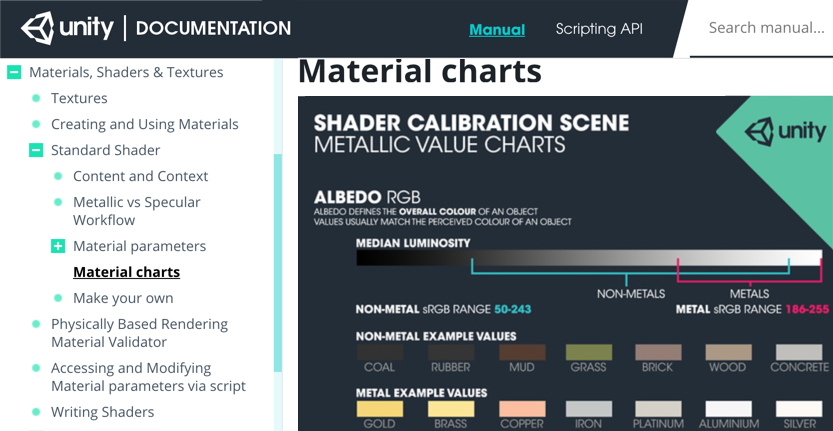 unity | DOCUMENTATION
Manual
Scripting API
Search manual...
Materials, Shaders & Textures
Textures
Creating and Using Materials
Standard Shader
Content and Context
Metallic vs Specular
Workflow
Material parameters
Material charts
Make your own
Physically Based Rendering
Material Validator
Accessing and Modifying
Material parameters via script
Writing Shaders
Material charts
SHADER CALIBRATION SCENE
METALLIC VALUE CHARTS
unity
ALBEDO RGB
ALBEDO DEFINES THE OVERALL COLOUR OF AN OBJECT
VALUES USUALLY MATCH THE PERCEIVED COLOUR OF AN OBJECT
MEDIAN LUMINOSITY
NON-METALS
METALS
NON-METAL sRGB RANGE 50-243
METAL sRGB RANGE 186-255
NON-METAL EXAMPLE VALUES
COAL RUBBER MUD GRASS BRICK WOOD CONCRETE
METAL EXAMPLE VALUES
GOLD BRASS COPPER IRON PLATINUM ALUMINIUM SILVER